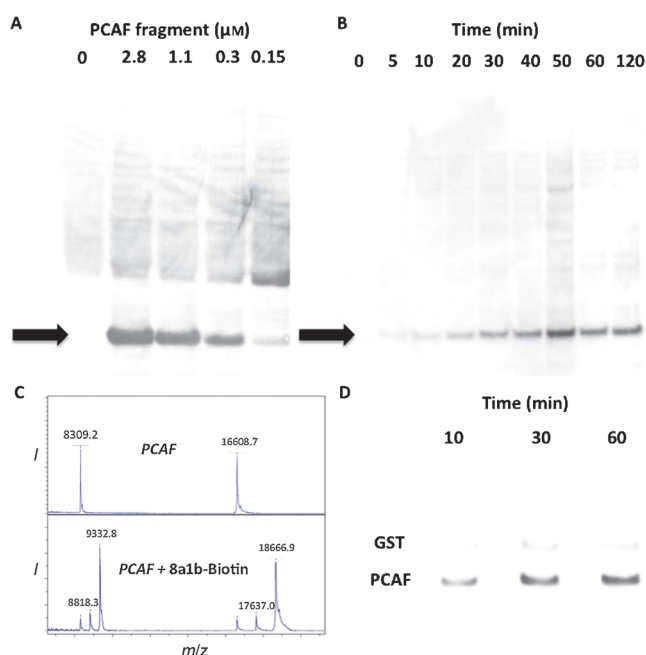 A
PCAF fragment (μM)
0 2.8 1.1 0.3 0.15
B
Time (min)
0 5 10 20 30 40 50 60 120
C
I
8309.2
PCAF
16608.7
I
9332.8
8818.3
PCAF + 8a1b-Biotin
18666.9
17637.0
m/z
D
Time (min)
10 30 60
GST
PCAF